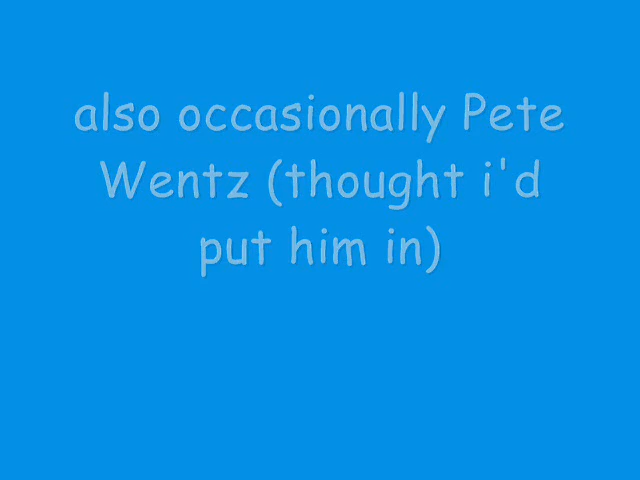 also occasionally Pete
Wentz (thought i'd
put him in)